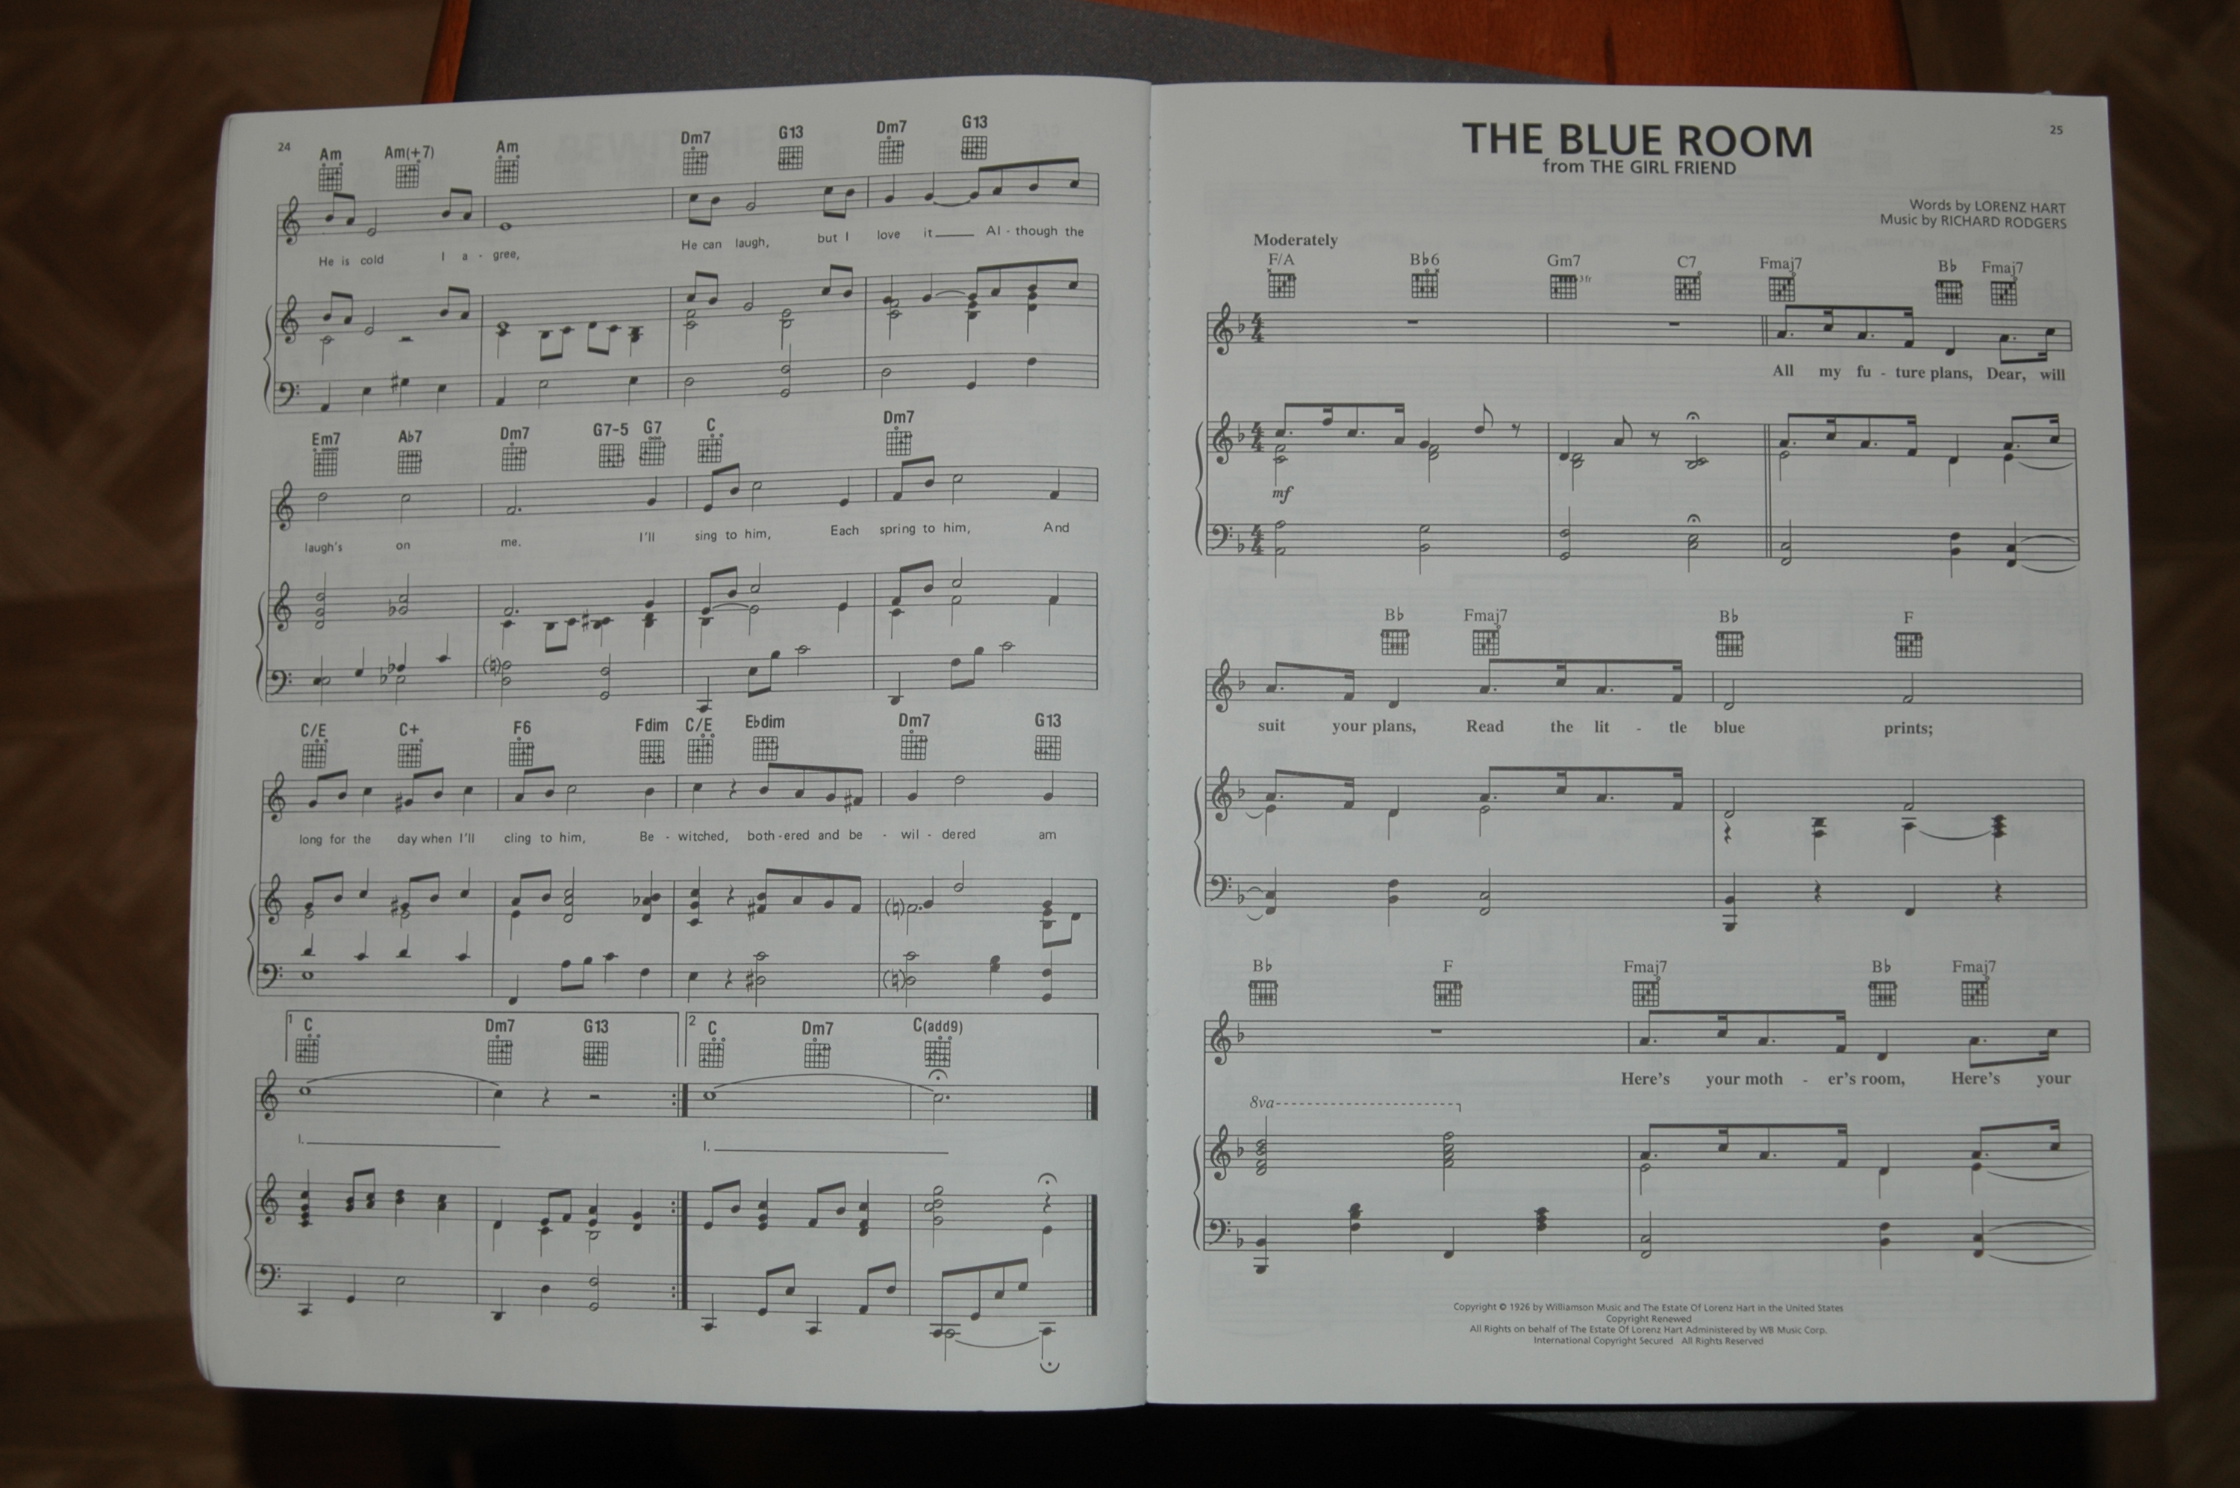 24
Am Am(+7) Am Dm7 G13 Dm7 G13
He is cold I a - gree, He can laugh, but I love it Al - though the
Em7 A♭7 Dm7 G7-5 G7 C Dm7
laugh's on me. I'll sing to him, Each spring to him, And
C/E C+ F6 Fdim C/E E♭dim Dm7 G13
long for the day when I'll cling to him, Be - witched, both - ered and be - wil - dered am
1 C Dm7 G13 2 C Dm7 C(add9)
I. I.
25
THE BLUE ROOM
from THE GIRL FRIEND
Words by LORENZ HART
Music by RICHARD RODGERS
Moderately
F/A B♭6 Gm7 C7 Fmaj7 B♭ Fmaj7
3fr
All my fu - ture plans, Dear, will
mf
B♭ Fmaj7 B♭ F
suit your plans, Read the lit - tle blue prints;
B♭ F Fmaj7 B♭ Fmaj7
Here's your moth - er's room, Here's your
8va
Copyright © 1926 by Williamson Music and The Estate Of Lorenz Hart in the United States
Copyright Renewed
All Rights on behalf of The Estate Of Lorenz Hart Administered by WB Music Corp.
International Copyright Secured All Rights Reserved